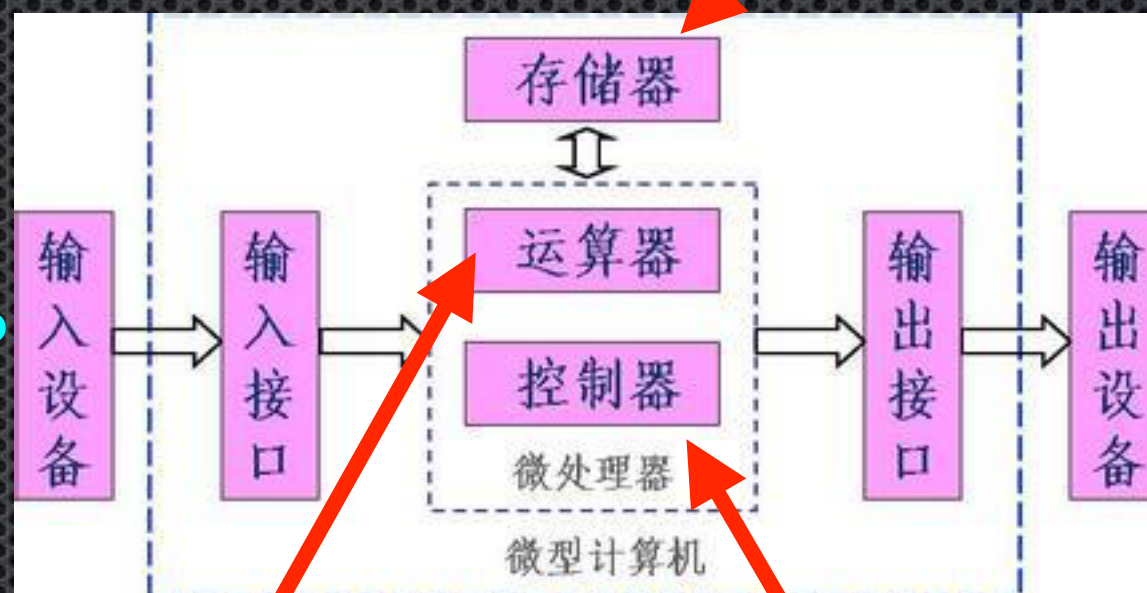 存储器
输入设备
输入接口
运算器
控制器
微处理器
微型计算机
输出接口
输出设备